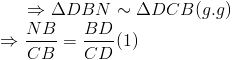 ⇒ ΔDBN ∼ ΔDCB(g.g)
⇒ NB/CB = BD/CD (1)